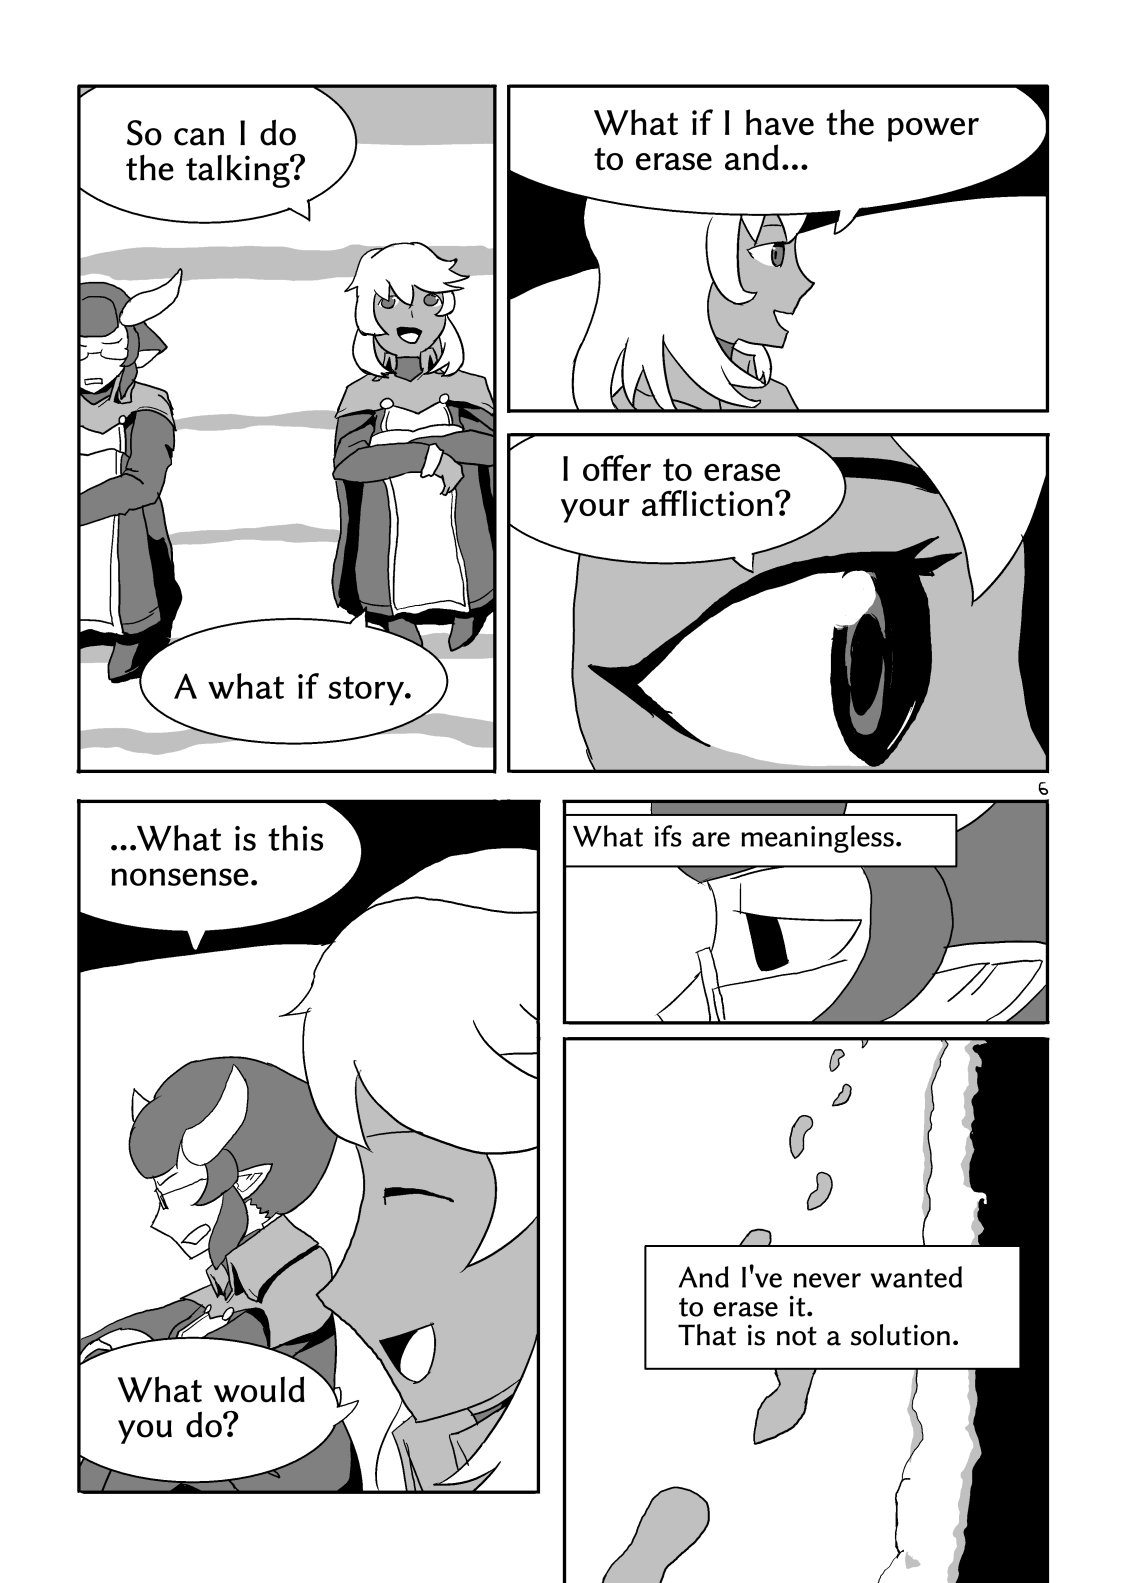 So can I do
the talking?
A what if story.
What if I have the power
to erase and...
I offer to erase
your affliction?
6
...What is this
nonsense.
What would
you do?
What ifs are meaningless.
And I've never wanted
to erase it.
That is not a solution.